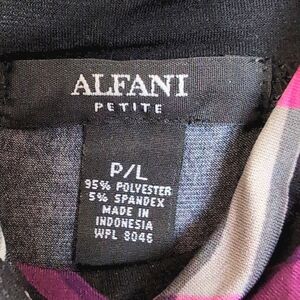 ALFANI
PETITE
P/L
95% POLYESTER
5% SPANDEX
MADE IN
INDONESIA
WPL 8046